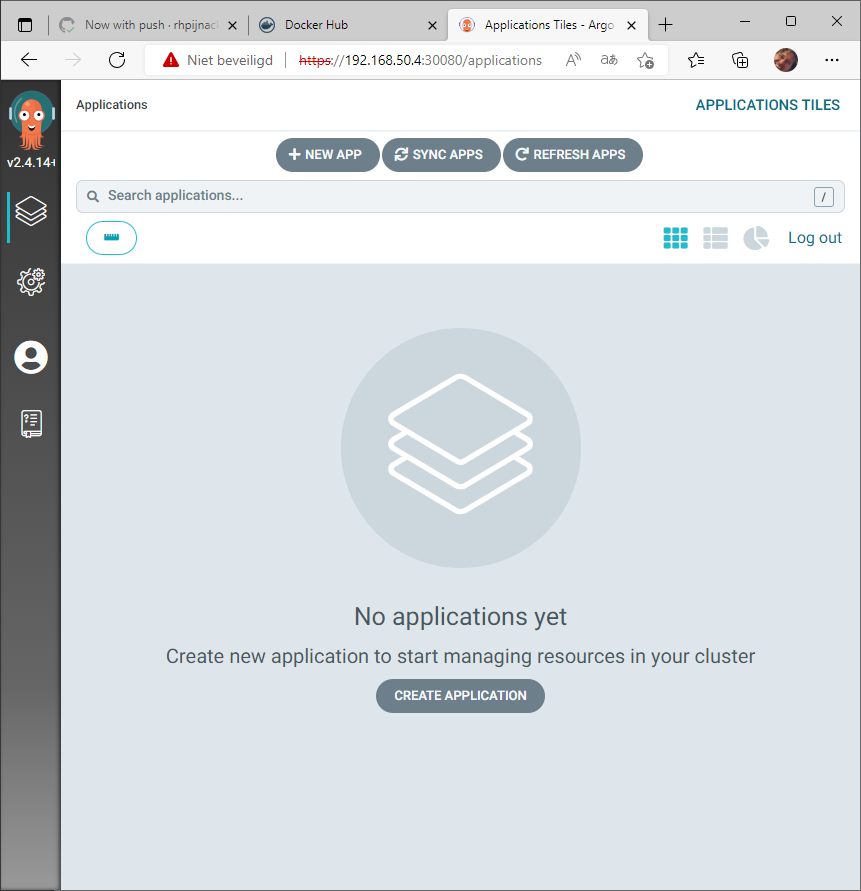 Now with push · rhpijnacl
Docker Hub
Applications Tiles - Argo
Niet beveiligd
https://192.168.50.4:30080/applications
v2.4.14+
Applications
APPLICATIONS TILES
NEW APP
SYNC APPS
REFRESH APPS
Search applications...
/
Log out
No applications yet
Create new application to start managing resources in your cluster
CREATE APPLICATION